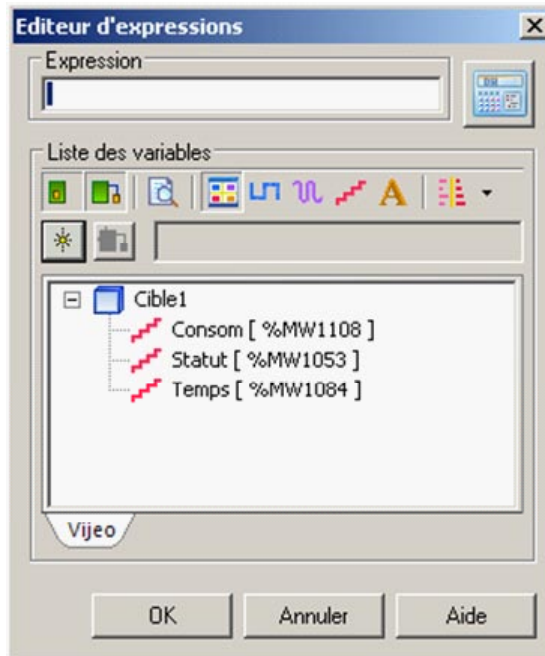 Editeur d'expressions
Expression
Liste des variables
A
Cible1
Consom [ %MW1108 ]
Statut [ %MW1053 ]
Temps [ %MW1084 ]
Vijeo
OK
Annuler
Aide